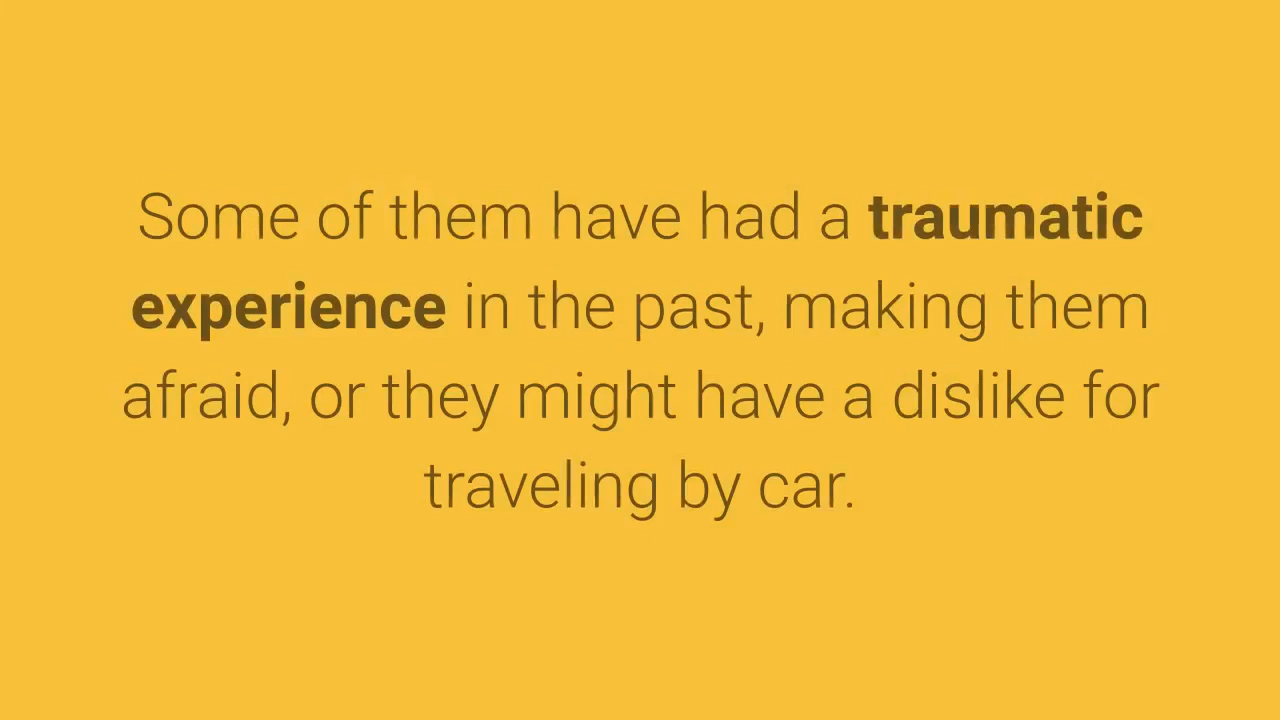 Some of them have had a traumatic
experience in the past, making them
afraid, or they might have a dislike for
traveling by car.